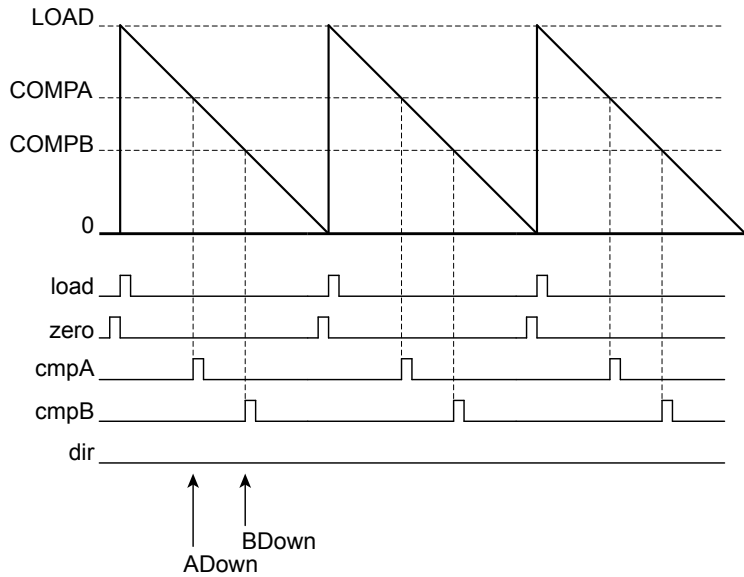 LOAD
COMPA
COMPB
0
load
zero
cmpA
cmpB
dir
BDown
ADown